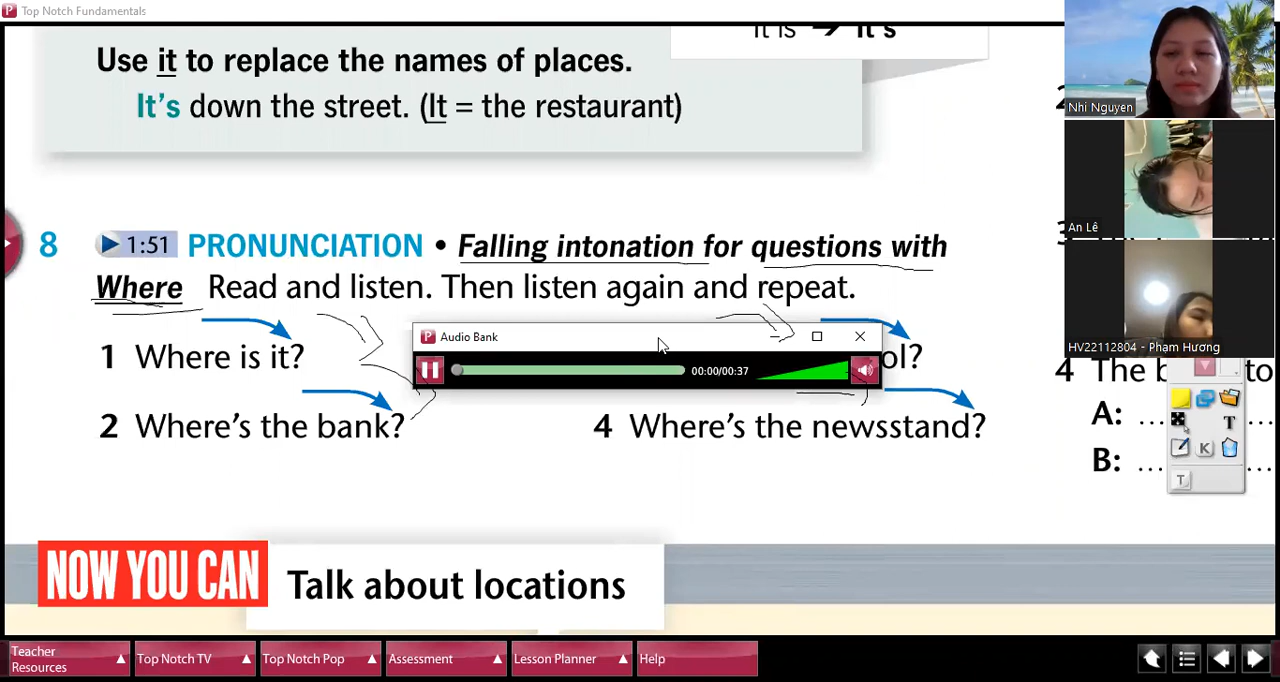 Top Notch Fundamentals
It is → It's
Use it to replace the names of places.
It's down the street. (It = the restaurant)
8 1:51 PRONUNCIATION • Falling intonation for questions with
Where Read and listen. Then listen again and repeat.
1 Where is it?
2 Where's the bank?
ol?
4 Where's the newsstand?
Audio Bank
00:00/00:37
NOW YOU CAN Talk about locations
Nhi Nguyen
An Lê
HV22112804 - Phạm Hương
2
3
4 The b to
A: ...
B: ...
T
K
T
Teacher Resources
Top Notch TV
Top Notch Pop
Assessment
Lesson Planner
Help